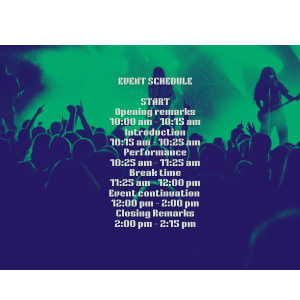 EVENT SCHEDULE
START
Opening remarks
10:00 am - 10:15 am
Introduction
10:15 am - 10:25 am
Performance
10:25 am - 11:25 am
Break time
11:25 am - 12:00 pm
Event continuation
12:00 pm - 2:00 pm
Closing Remarks
2:00 pm - 2:15 pm